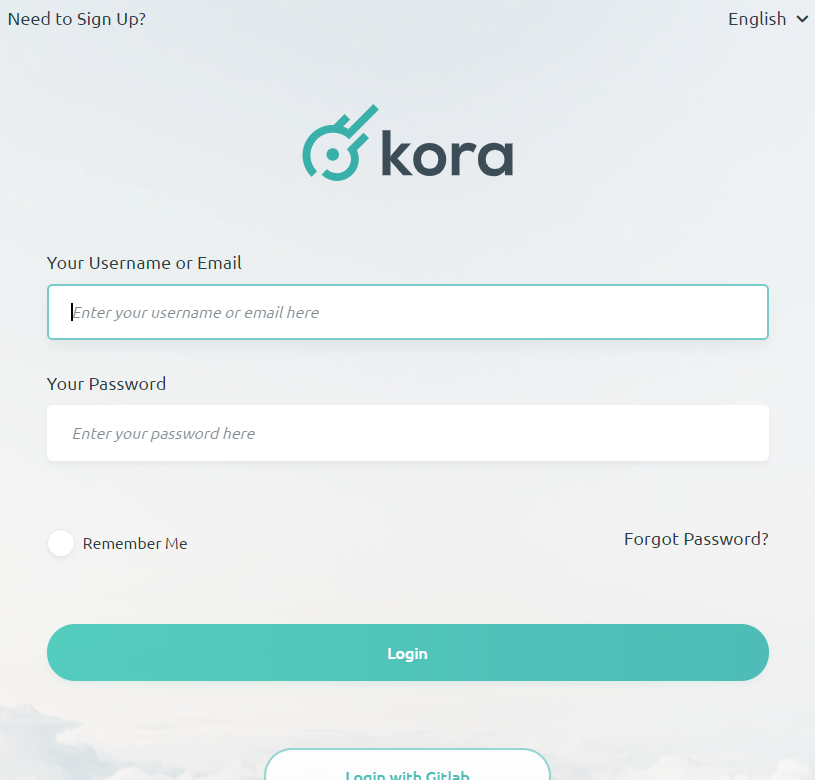 Need to Sign Up?
English
kora
Your Username or Email
Enter your username or email here
Your Password
Enter your password here
Remember Me
Forgot Password?
Login
Login with Gitlab